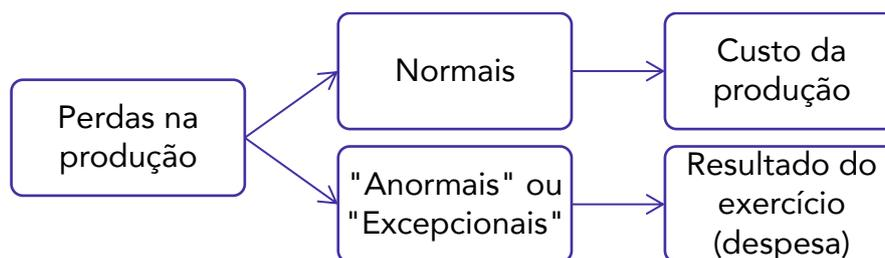 Perdas na
produção
Normais
Custo da
produção
"Anormais" ou
"Excepcionais"
Resultado do
exercício
(despesa)